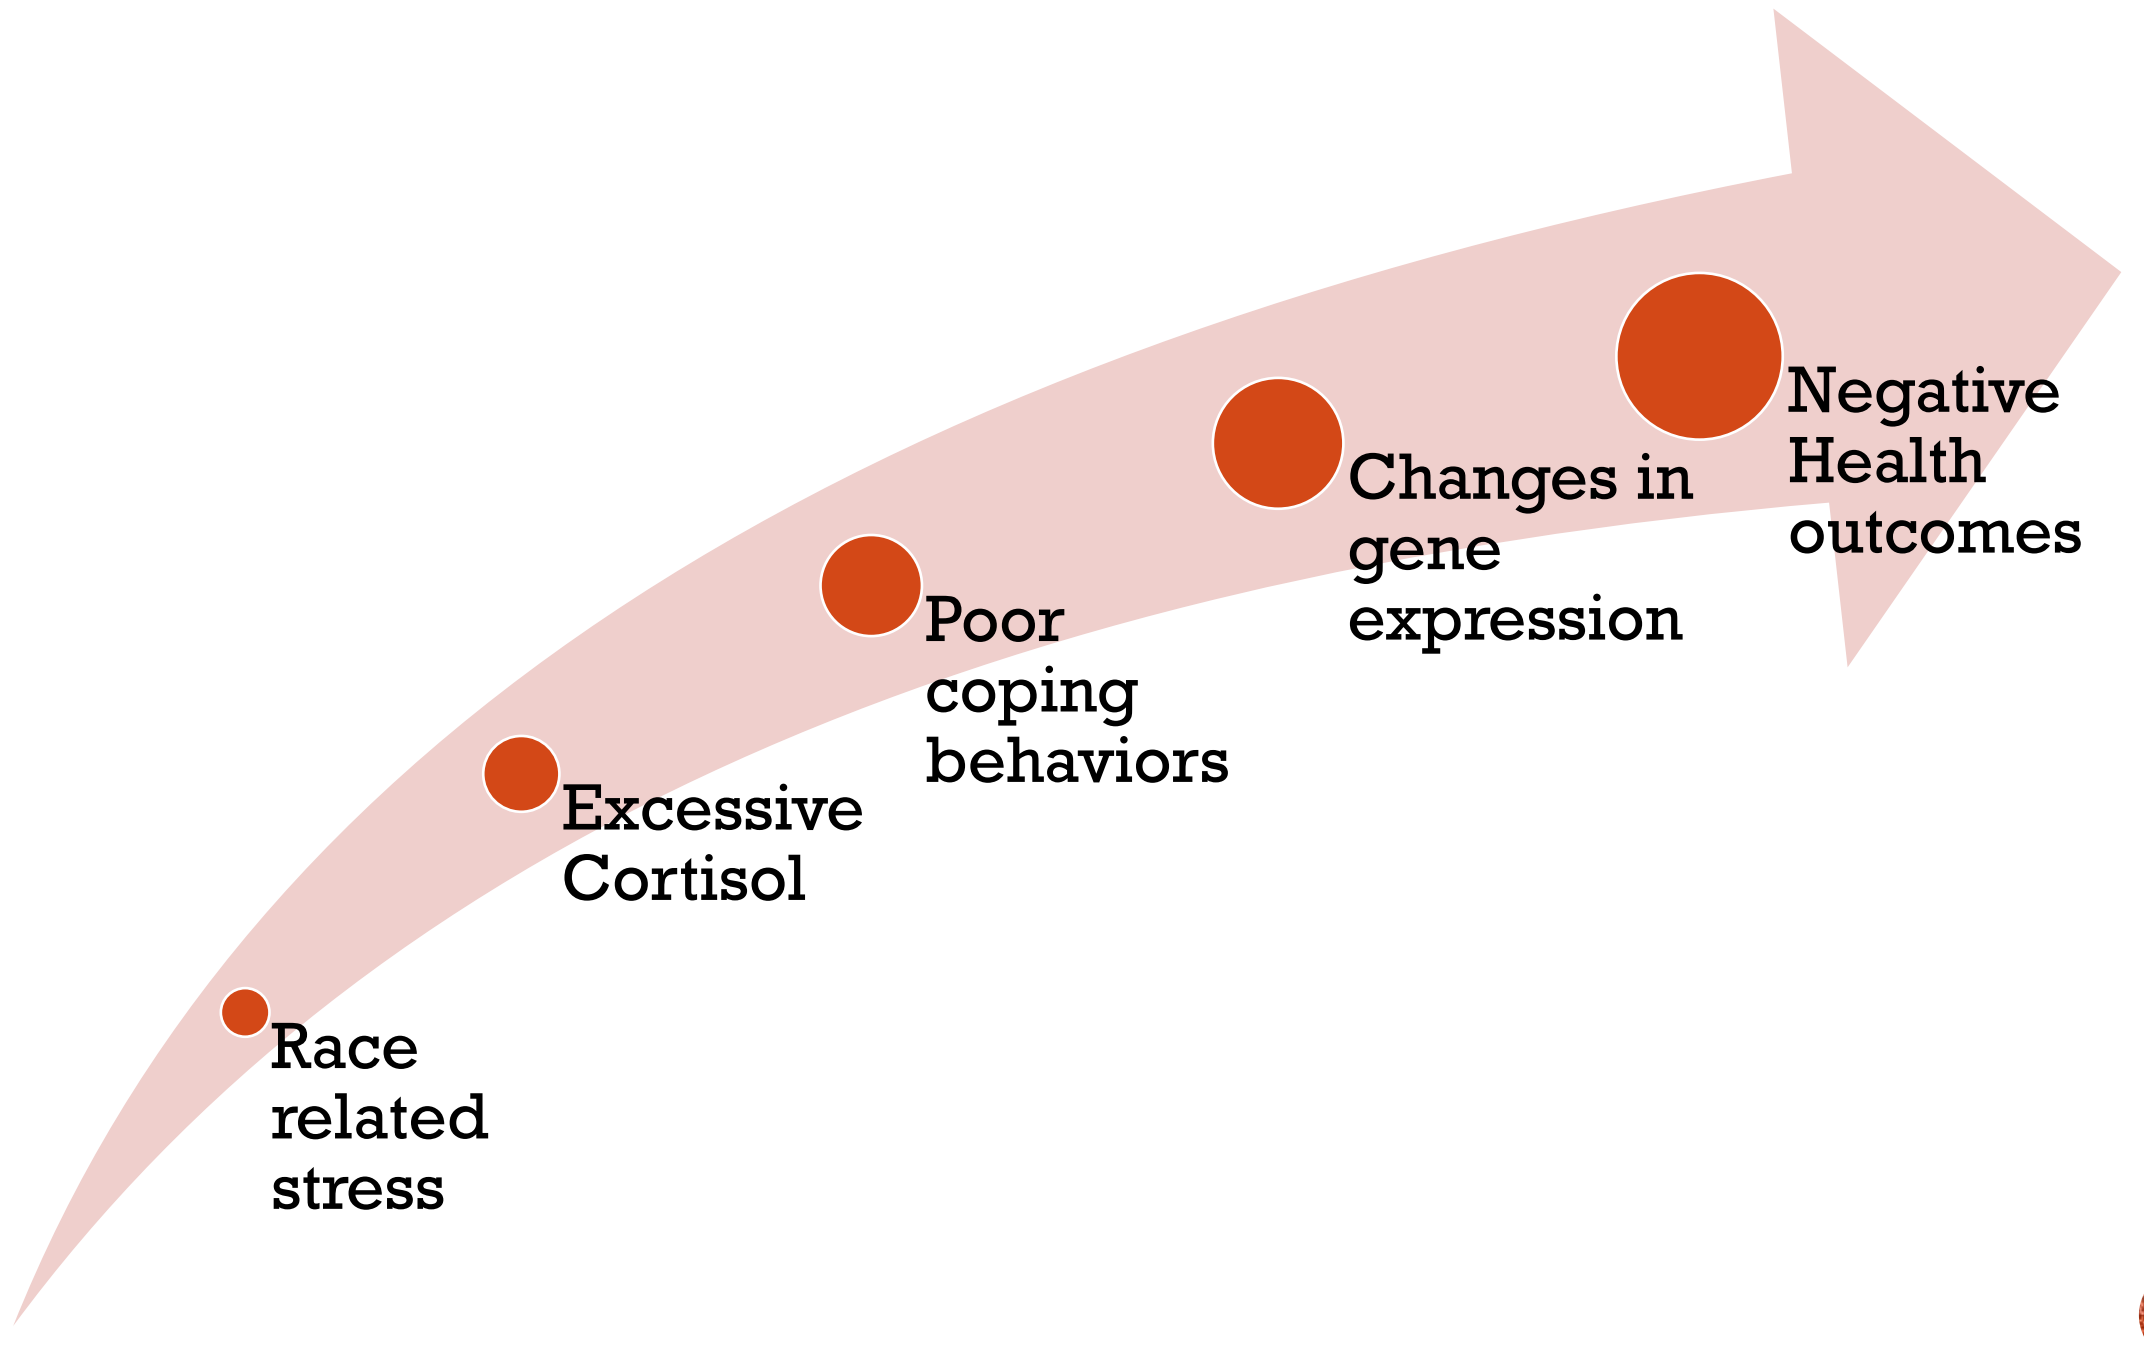 Race
related
stress
Excessive
Cortisol
Poor
coping
behaviors
Changes in
gene
expression
Negative
Health
outcomes